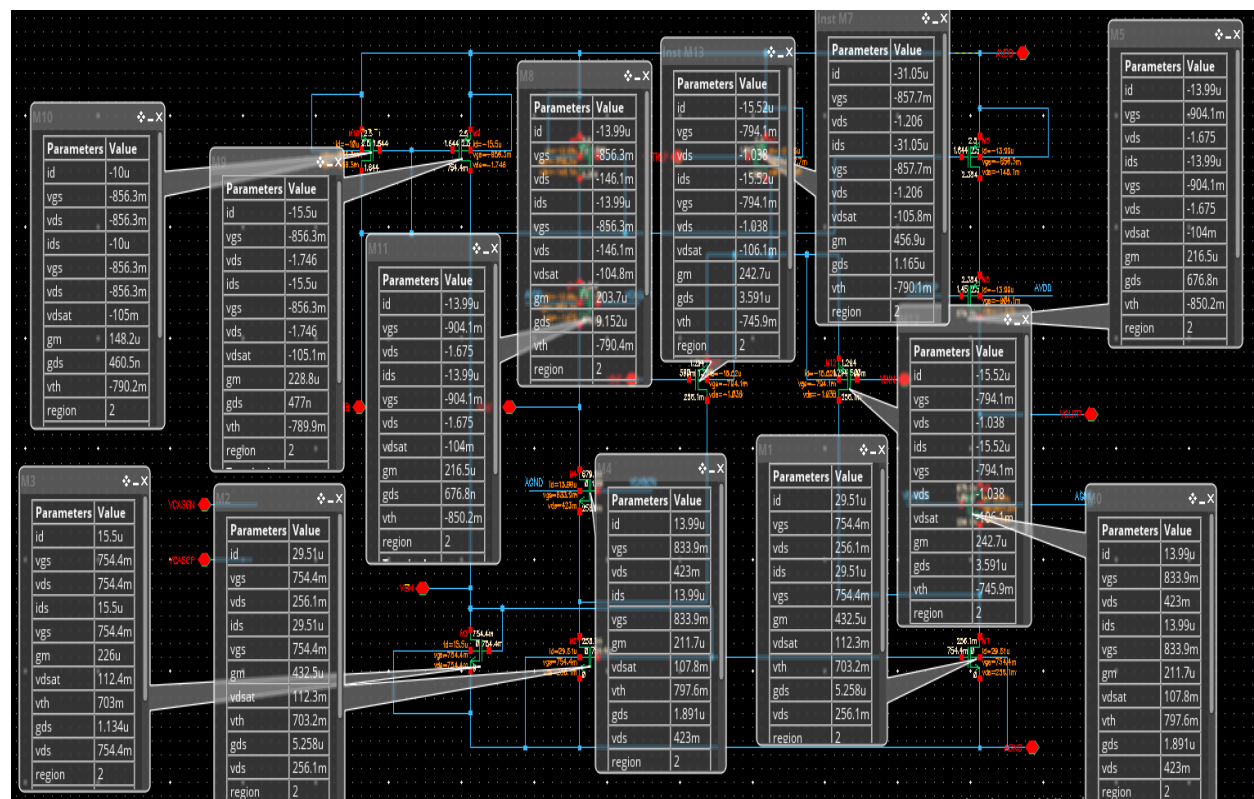 Inst M7
Inst M13
M5
M8
M10
M11
M3
M2
M4
M1
M10
Parameters Value
id -10u
vgs -856.3m
vds -856.3m
ids -10u
vgs -856.3m
vds -856.3m
vdsat -105m
gm 148.2u
gds 460.5n
vth -790.2m
region 2
Parameters Value
id -15.5u
vgs -856.3m
vds -1.746
ids -15.5u
vgs -856.3m
vds -1.746
vdsat -105.1m
gm 228.8u
gds 477n
vth -789.9m
region 2
Parameters Value
id -13.99u
vgs -904.1m
vds -1.675
ids -13.99u
vgs -904.1m
vds -1.675
vdsat -104m
gm 216.5u
gds 676.8n
vth -850.2m
region 2
Parameters Value
id -13.99u
vgs -856.3m
vds -146.1m
ids -13.99u
vgs -856.3m
vds -146.1m
vdsat -104.8m
gm 203.7u
gds 9.152u
vth -790.4m
region 2
Parameters Value
id -15.52u
vgs -794.1m
vds -1.038
ids -15.52u
vgs -794.1m
vds -1.038
vdsat -106.1m
gm 242.7u
gds 3.591u
vth -745.9m
region 2
Parameters Value
id -31.05u
vgs -857.7m
vds -1.206
ids -31.05u
vgs -857.7m
vds -1.206
vdsat -105.8m
gm 456.9u
gds 1.165u
vth -790.1m
region 2
Parameters Value
id -13.99u
vgs -904.1m
vds -1.675
ids -13.99u
vgs -904.1m
vds -1.675
vdsat -104m
gm 216.5u
gds 676.8n
vth -850.2m
region 2
Parameters Value
id -15.52u
vgs -794.1m
vds -1.038
ids -15.52u
vgs -794.1m
vds -1.038
vdsat -106.1m
gm 242.7u
gds 3.591u
vth -745.9m
region 2
Parameters Value
id 15.5u
vgs 754.4m
vds 754.4m
ids 15.5u
vgs 754.4m
gm 226u
vdsat 112.4m
vth 703m
gds 1.134u
vds 754.4m
region 2
Parameters Value
id 29.51u
vgs 754.4m
vds 256.1m
ids 29.51u
vgs 754.4m
gm 432.5u
vdsat 112.3m
vth 703.2m
gds 5.258u
vds 256.1m
region 2
Parameters Value
id 13.99u
vgs 833.9m
vds 423m
ids 13.99u
vgs 833.9m
gm 211.7u
vdsat 107.8m
vth 797.6m
gds 1.891u
vds 423m
Parameters Value
id 29.51u
vgs 754.4m
vds 256.1m
ids 29.51u
vgs 754.4m
gm 432.5u
vdsat 112.3m
vth 703.2m
gds 5.258u
vds 256.1m
region 2
Parameters Value
id 13.99u
vgs 833.9m
vds 423m
ids 13.99u
vgs 833.9m
gm 211.7u
vdsat 107.8m
vth 797.6m
gds 1.891u
vds 423m
region 2
AVDD
AGND
VCASCN
VCASCP